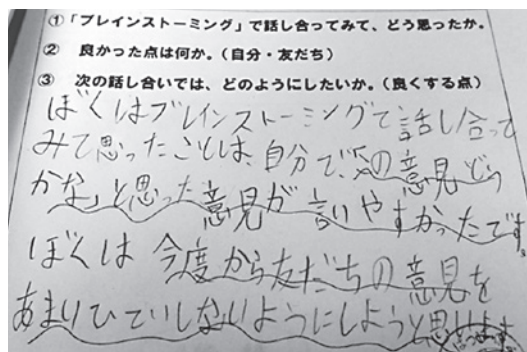 ①「ブレインストーミング」で話し合ってみて、どう思ったか。
② 良かった点は何か。（自分・友だち）
③ 次の話し合いでは、どのようにしたいか。（良くする点）
ぼくはブレインストーミングで話し合って
みて思ったことは、自分で、「この意見どう
かな」と思った意見が言いやすかったです。
ぼくは今度から友だちの意見を
あまりひていしないようにしようと思います